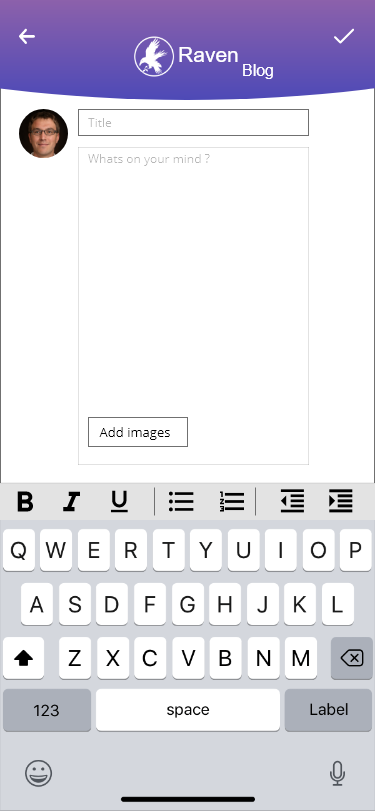 Raven
Blog
Title
Whats on your mind ?
Add images
B I U
Q W E R T Y U I O P
A S D F G H J K L
Z X C V B N M
123 space Label